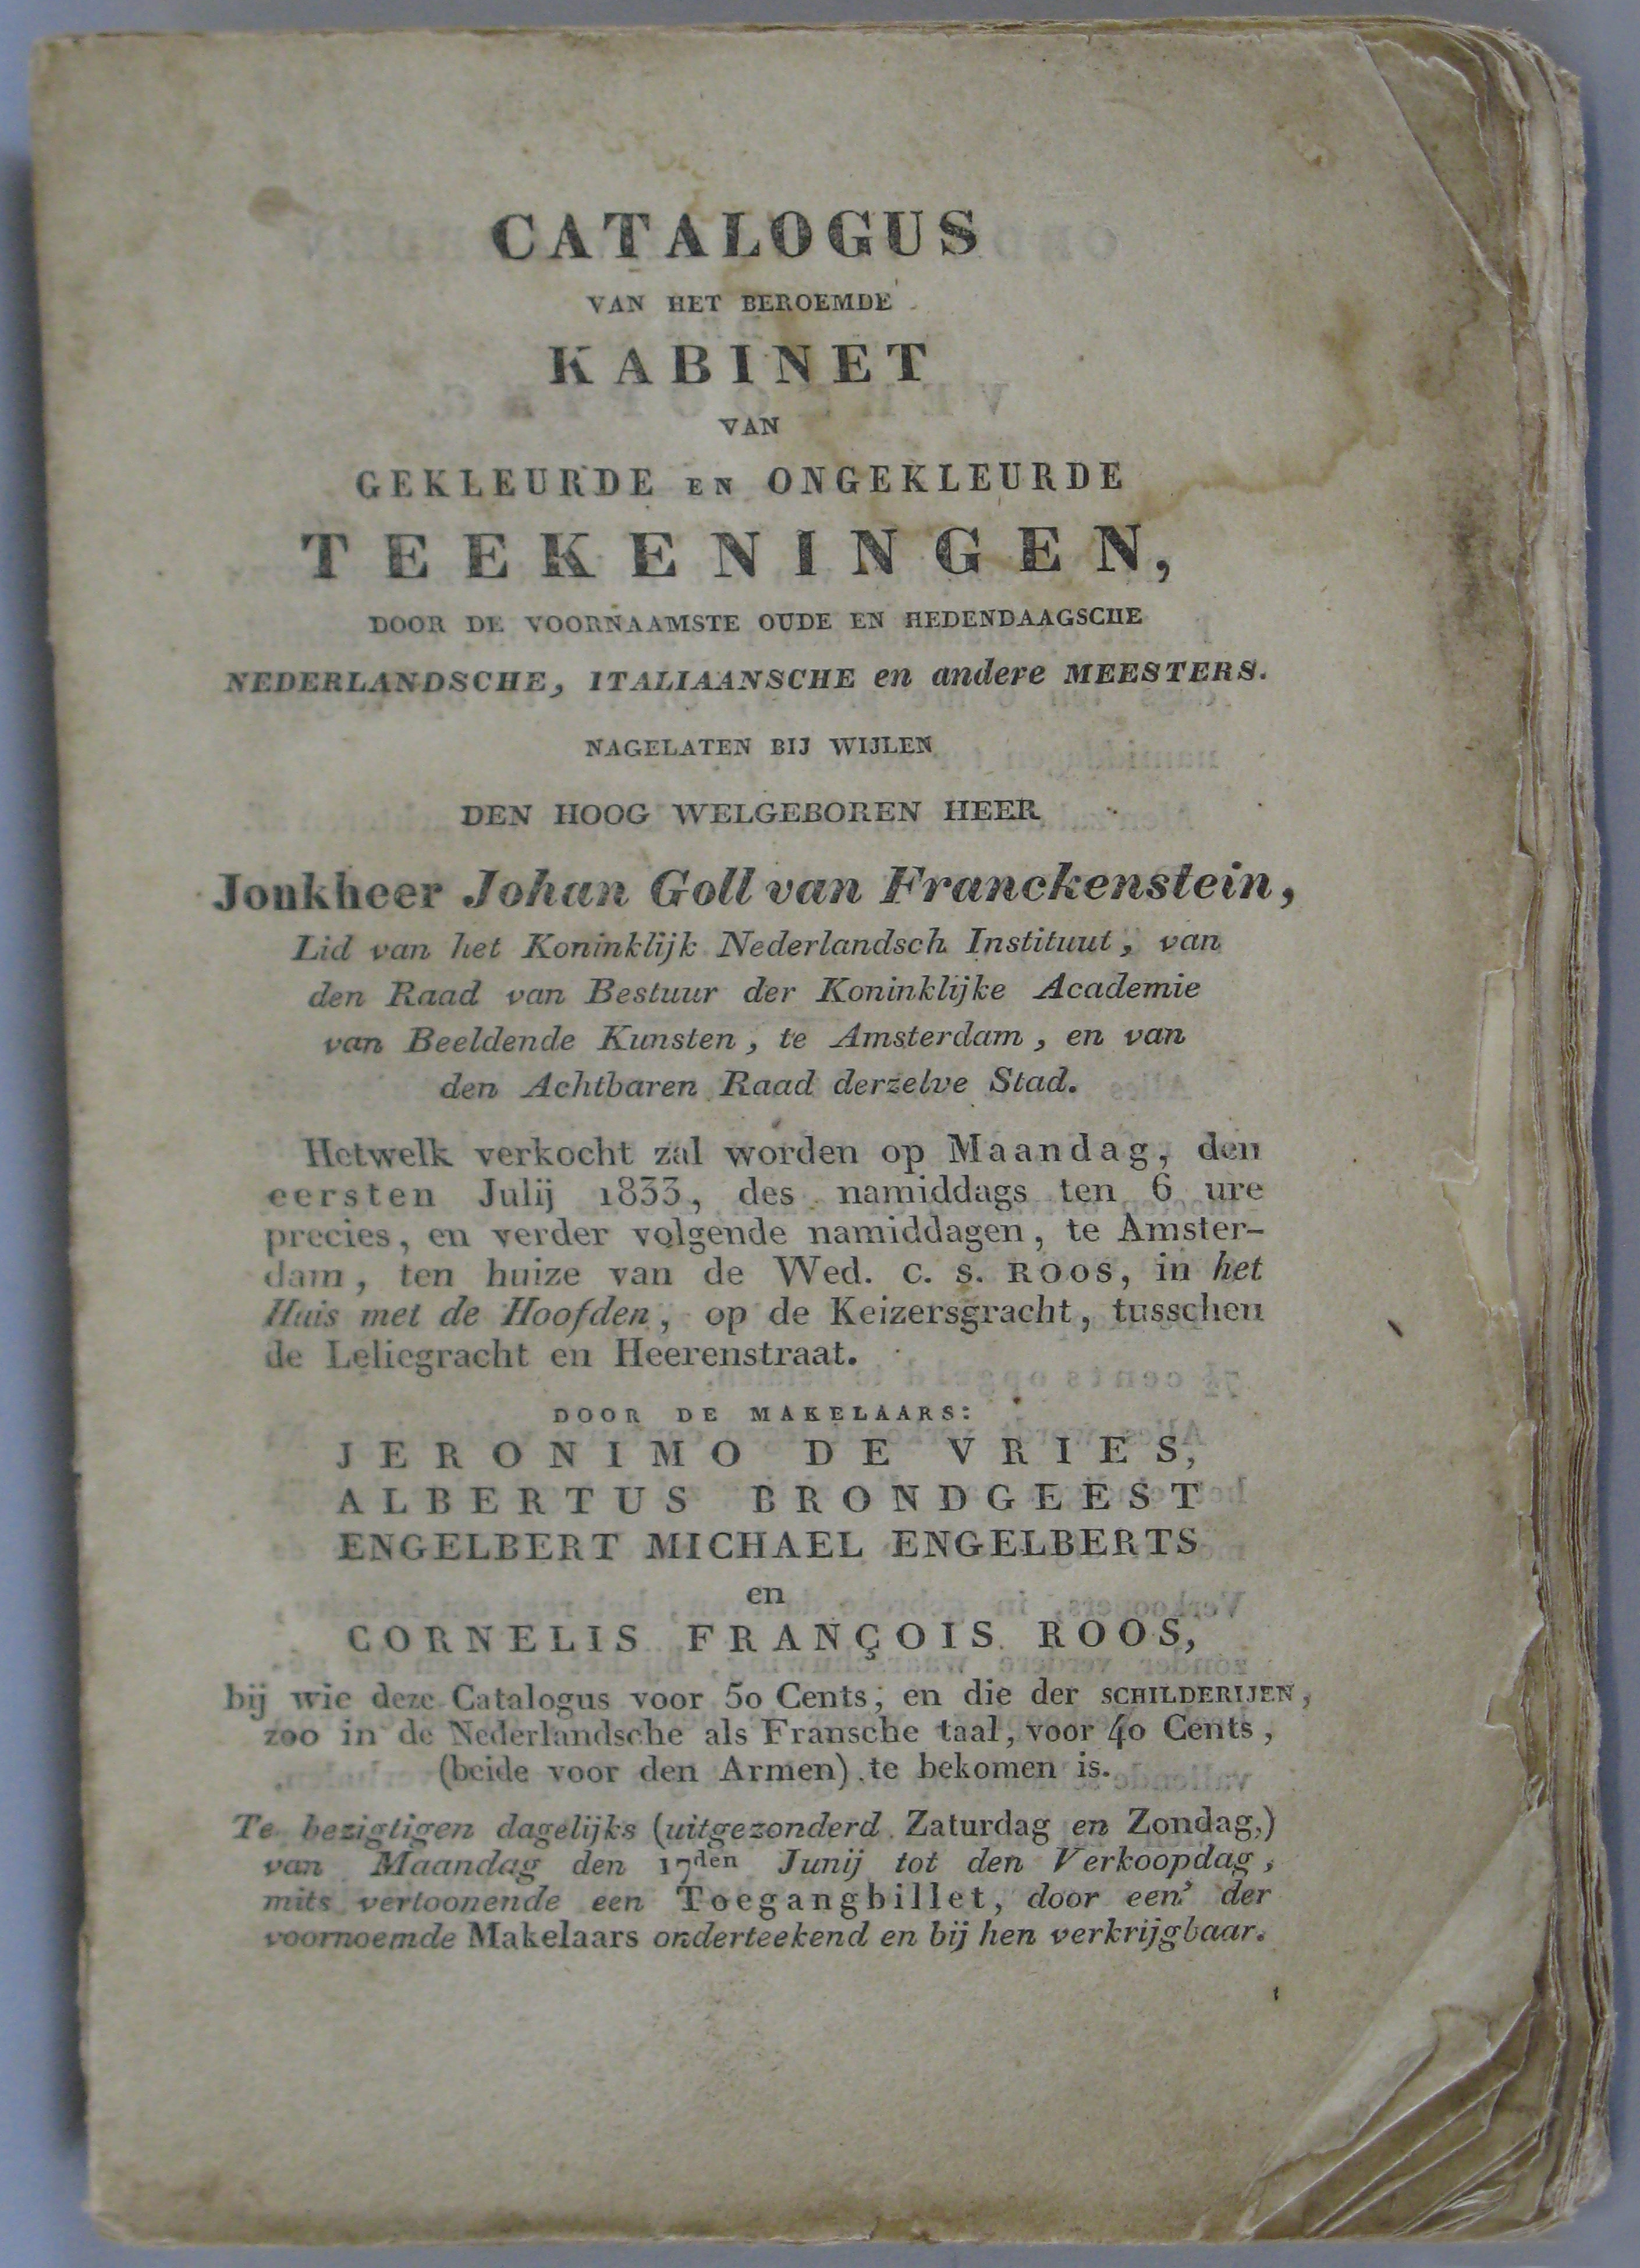 CATALOGUS
VAN HET BEROEMDE
KABINET
VAN
GEKLEURDE EN ONGEKLEURDE
TEEKENINGEN,
DOOR DE VOORNAAMSTE OUDE EN HEDENDAAGSCHE
NEDERLANDSCHE, ITALIAANSCHE en andere MEESTERS.
NAGELATEN BIJ WIJLEN
DEN HOOG WELGEBOREN HEER
Jonkheer Johan Goll van Franckenstein,
Lid van het Koninklijk Nederlandsch Instituut, van
den Raad van Bestuur der Koninklijke Academie
van Beeldende Kunsten, te Amsterdam, en van
den Achtbaren Raad derzelve Stad.
Hetwelk verkocht zal worden op Maandag, den
eersten Julij 1833, des namiddags ten 6 ure
precies, en verder volgende namiddagen, te Amster-
dam, ten huize van de Wed. C. S. ROOS, in het
Huis met de Hoofden, op de Keizersgracht, tusschen
de Leliegracht en Heerenstraat.
DOOR DE MAKELAARS:
JERONIMO DE VRIES,
ALBERTUS BRONDGEEST
ENGELBERT MICHAEL ENGELBERTS
en
CORNELIS FRANÇOIS ROOS,
bij wie deze Catalogus voor 50 Cents, en die der SCHILDERIJEN,
zoo in de Nederlandsche als Fransche taal, voor 40 Cents,
(beide voor den Armen) te bekomen is.
Te bezigtigen dagelijks (uitgezonderd Zaturdag en Zondag,)
van Maandag den 17den Junij tot den Verkoopdag,
mits vertoonende een Toegangbillet, door een' der
voornoemde Makelaars onderteekend en bij hen verkrijgbaar.